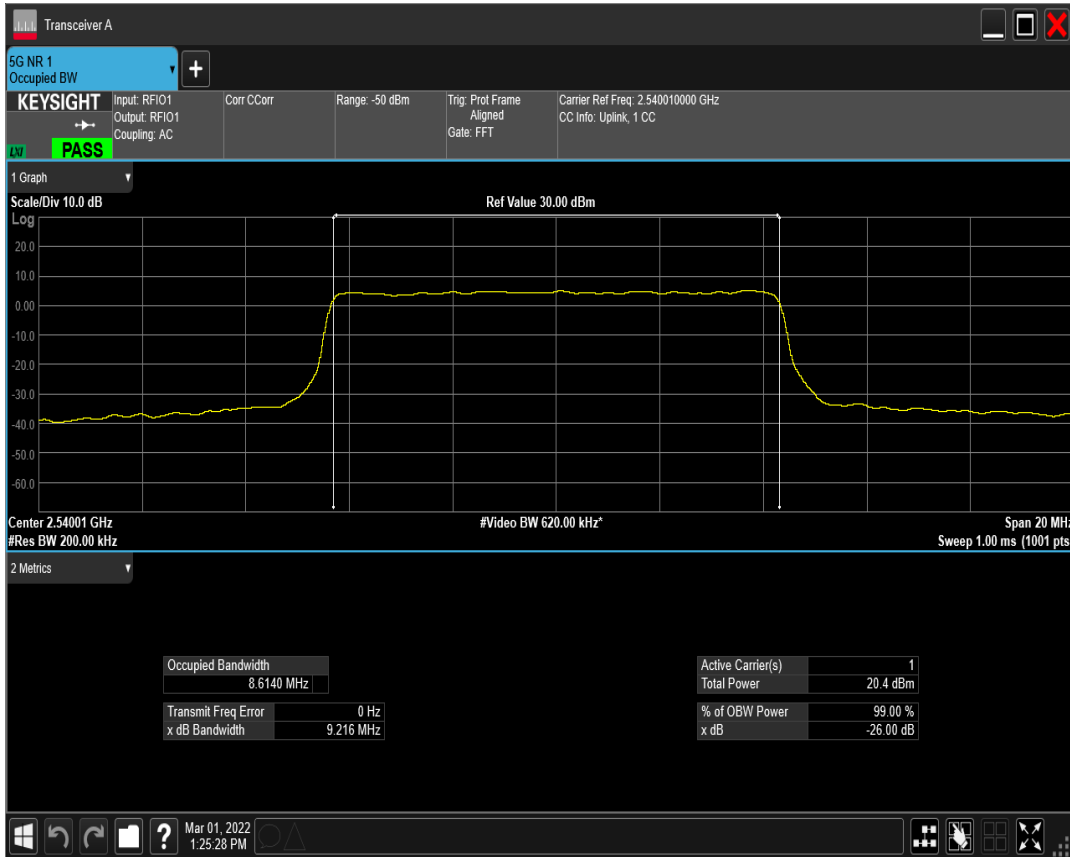 Transceiver A
5G NR 1
Occupied BW
+
KEYSIGHT
LXI PASS
Input: RFIO1
Output: RFIO1
Coupling: AC
Corr CCorr
Range: -50 dBm
Trig: Prot Frame
Aligned
Gate: FFT
Carrier Ref Freq: 2.540010000 GHz
CC Info: Uplink, 1 CC
1 Graph
Scale/Div 10.0 dB Ref Value 30.00 dBm
Log
20.0
10.0
0.00
-10.0
-20.0
-30.0
-40.0
-50.0
-60.0
Center 2.54001 GHz #Video BW 620.00 kHz* Span 20 MHz
#Res BW 200.00 kHz Sweep 1.00 ms (1001 pts
2 Metrics
Occupied Bandwidth
8.6140 MHz
Transmit Freq Error 0 Hz
x dB Bandwidth 9.216 MHz
Active Carrier(s) 1
Total Power 20.4 dBm
% of OBW Power 99.00 %
x dB -26.00 dB
?
Mar 01, 2022
1:25:28 PM